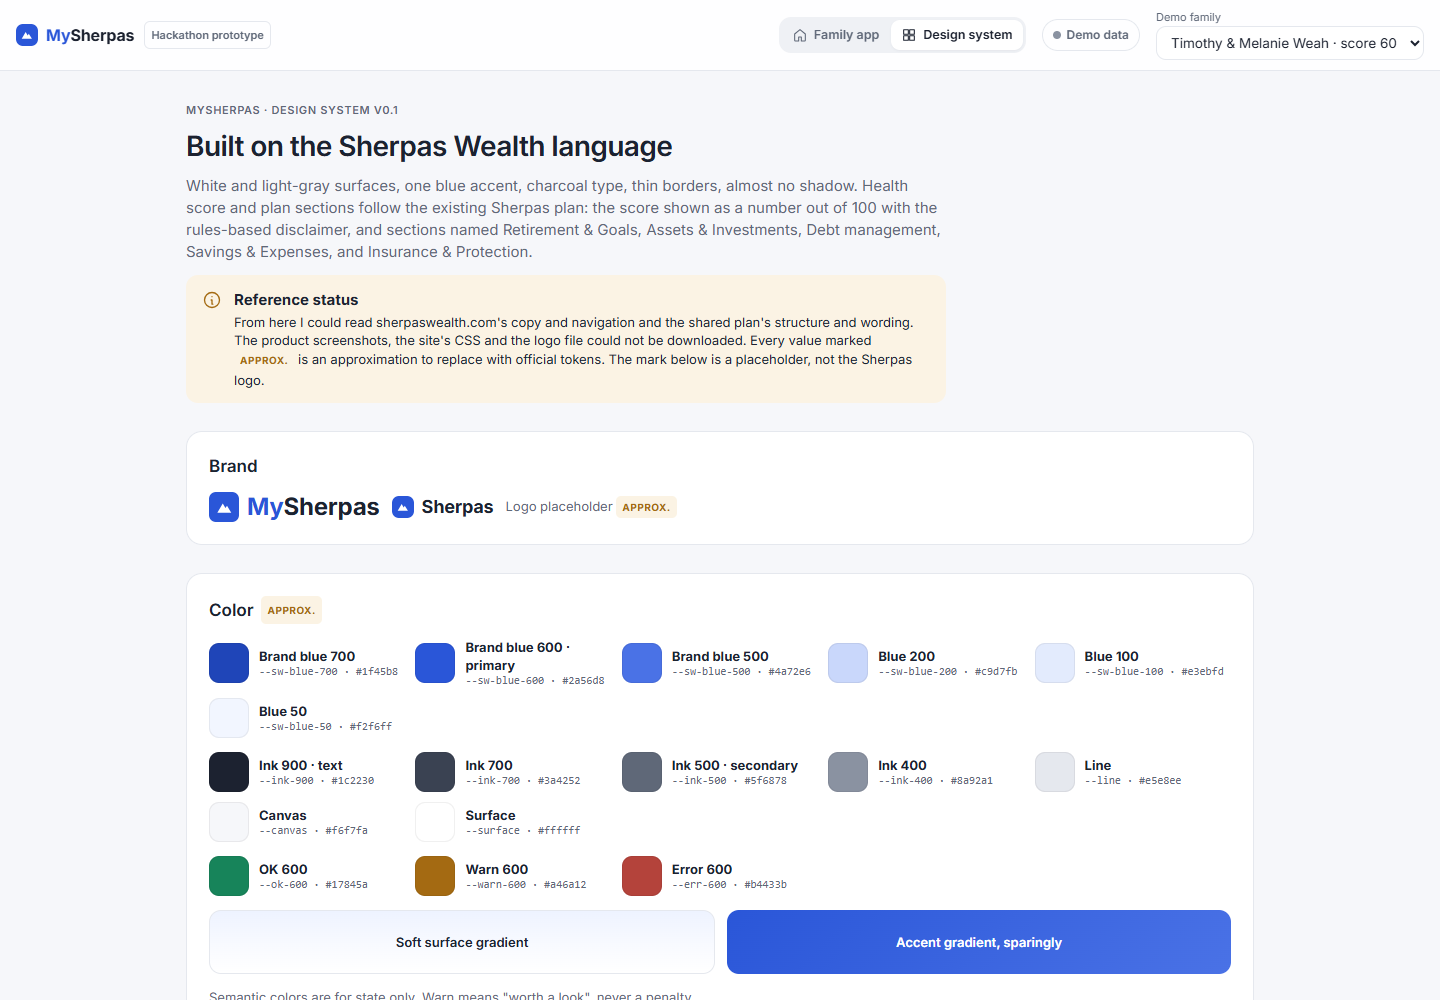 MySherpas
Hackathon prototype
Family app
Design system
Demo data
Demo family
Timothy & Melanie Weah · score 60
MYSHERPAS · DESIGN SYSTEM V0.1
Built on the Sherpas Wealth language
White and light-gray surfaces, one blue accent, charcoal type, thin borders, almost no shadow. Health
score and plan sections follow the existing Sherpas plan: the score shown as a number out of 100 with the
rules-based disclaimer, and sections named Retirement & Goals, Assets & Investments, Debt management,
Savings & Expenses, and Insurance & Protection.
Reference status
From here I could read sherpaswealth.com's copy and navigation and the shared plan's structure and wording.
The product screenshots, the site's CSS and the logo file could not be downloaded. Every value marked
APPROX. is an approximation to replace with official tokens. The mark below is a placeholder, not the Sherpas
logo.
Brand
MySherpas
Sherpas
Logo placeholder APPROX.
Color APPROX.
Brand blue 700
--sw-blue-700 · #1f45b8
Brand blue 600 ·
primary
--sw-blue-600 · #2a56d8
Brand blue 500
--sw-blue-500 · #4a72e6
Blue 200
--sw-blue-200 · #c9d7fb
Blue 100
--sw-blue-100 · #e3ebfd
Blue 50
--sw-blue-50 · #f2f6ff
Ink 900 · text
--ink-900 · #1c2230
Ink 700
--ink-700 · #3a4252
Ink 500 · secondary
--ink-500 · #5f6878
Ink 400
--ink-400 · #8a92a1
Line
--line · #e5e8ee
Canvas
--canvas · #f6f7fa
Surface
--surface · #ffffff
OK 600
--ok-600 · #17845a
Warn 600
--warn-600 · #a46a12
Error 600
--err-600 · #b4433b
Soft surface gradient
Accent gradient, sparingly
Semantic colors are for state only. Warn means "worth a look", never a penalty.